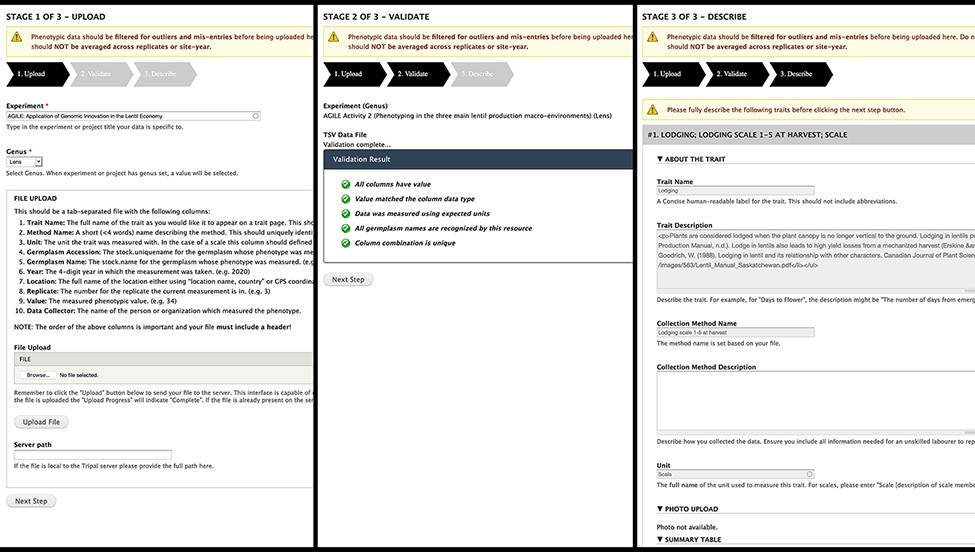 STAGE 1 OF 3 - UPLOAD
Phenotypic data should be filtered for outliers and mis-entries before being uploaded he
should NOT be averaged across replicates or site-year.
1. Upload
2. Validate
3. Describe
Experiment *
AGILE: Application of Genomic Innovation in the Lentil Economy
Type in the experiment or project title your data is specific to.
Genus *
Lens
Select Genus. When experiment or project has genus set, a value will be selected.
FILE UPLOAD
This should be a tab-separated file with the following columns:
1. Trait Name: The full name of the trait as you would like it to appear on a trait page. This sho
2. Method Name: A short (<4 words) name describing the method. This should uniquely identi
3. Unit: The unit the trait was measured with. In the case of a scale this column should defined
4. Germplasm Accession: The stock.uniquename for the germplasm whose phenotype was me
5. Germplasm Name: The stock.name for the germplasm whose phenotype was measured. (e.g
6. Year: The 4-digit year in which the measurement was taken. (e.g. 2020)
7. Location: The full name of the location either using "location name, country" or GPS coordina
8. Replicate: The number for the replicate the current measurement is in. (e.g. 3)
9. Value: The measured phenotypic value. (e.g. 34)
10. Data Collector: The name of the person or organization which measured the phenotype.
NOTE: The order of the above columns is important and your file must include a header!
File Upload
FILE
Browse... No file selected.
Remember to click the "Upload" button below to send your file to the server. This interface is capable of
the file is uploaded the "Upload Progress" will indicate "Complete". If the file is already present on the ser
Upload File
Server path
If the file is local to the Tripal server please provide the full path here.
Next Step
STAGE 2 OF 3 - VALIDATE
Phenotypic data should be filtered for outliers and mis-entries before being uploaded
should NOT be averaged across replicates or site-year.
1. Upload
2. Validate
3. Describe
Experiment (Genus)
AGILE Activity 2 (Phenotyping in the three main lentil production macro-environments) (Lens)
TSV Data File
Validation complete...
Validation Result
All columns have value
Value matched the column data type
Data was measured using expected units
All germplasm names are recognized by this resource
Column combination is unique
Next Step
STAGE 3 OF 3 - DESCRIBE
Phenotypic data should be filtered for outliers and mis-entries before being uploaded here. Do n
should NOT be averaged across replicates or site-year.
1. Upload
2. Validate
3. Describe
Please fully describe the following traits before clicking the next step button.
#1. LODGING; LODGING SCALE 1-5 AT HARVEST; SCALE
▼ ABOUT THE TRAIT
Trait Name
Lodging
A Concise human-readable label for the trait. This should not include abbreviations.
Trait Description
<p>Plants are considered lodged when the plant canopy is no longer vertical to the ground. Lodging in lentils po
Production Manual, n.d.). Lodge in lentils also leads to high yield losses from a mechanized harvest (Erskine &am
Goodrich, W. (1988). Lodging in lentil and its relationship with other characters. Canadian Journal of Plant Scien
/images/563/Lentil_Manual_Saskatchewan.pdf</li></ul>
Describe the trait. For example, for "Days to Flower", the description might be "The number of days from emerg
Collection Method Name
Lodging scale 1-5 at harvest
The method name is set based on your file.
Collection Method Description
Describe how you collected the data. Ensure you include all information needed for an unskilled labourer to rep
Unit
Scale
The full name of the unit used to measure this trait. For scales, please enter "Scale [description of scale membe
▼ PHOTO UPLOAD
Photo not available.
▼ SUMMARY TABLE